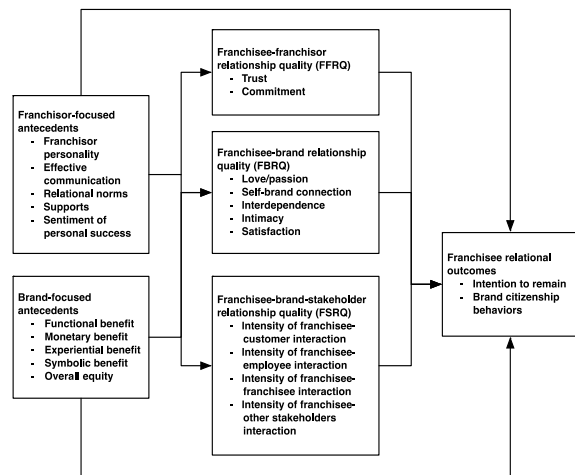 Franchisee-franchisor
relationship quality (FFRQ)
- Trust
- Commitment
Franchisor-focused
antecedents
- Franchisor
personality
- Effective
communication
- Relational norms
- Supports
- Sentiment of
personal success
Franchisee-brand relationship
quality (FBRQ)
- Love/passion
- Self-brand connection
- Interdependence
- Intimacy
- Satisfaction
Brand-focused
antecedents
- Functional benefit
- Monetary benefit
- Experiential benefit
- Symbolic benefit
- Overall equity
Franchisee-brand-stakeholder
relationship quality (FSRQ)
- Intensity of franchisee-
customer interaction
- Intensity of franchisee-
employee interaction
- Intensity of franchisee-
franchisee interaction
- Intensity of franchisee-
other stakeholders
interaction
Franchisee relational
outcomes
- Intention to remain
- Brand citizenship
behaviors